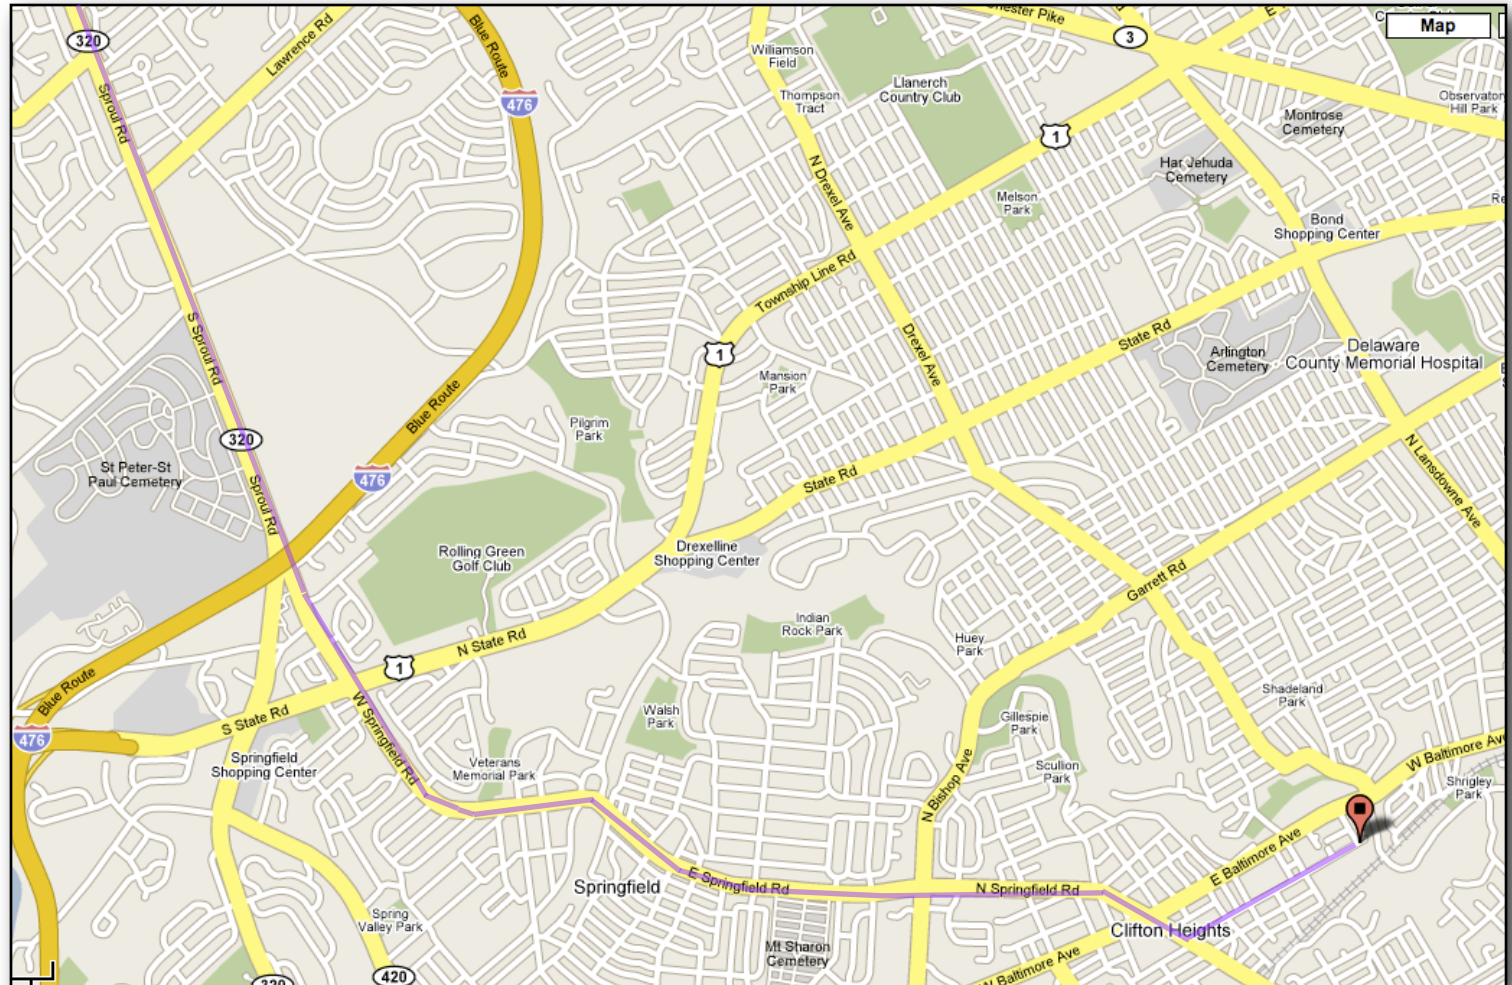 320
Lawrence Rd
Blue Route
476
Sproul Rd
Williamson
Field
Thompson
Tract
Llanerch
Country Club
Pike
3
Map
Observator
Hill Park
Montrose
Cemetery
1
Har Jehuda
Cemetery
Melson
Park
N Drexel Ave
Bond
Shopping Center
Township Line Rd
S Sproul Rd
1
Drexel Ave
State Rd
Arlington
Cemetery
Delaware
County Memorial Hospital
Mansion
Park
Blue Route
Pilgrim
Park
320
St Peter-St
Paul Cemetery
476
Sproul Rd
State Rd
N Lansdowne Ave
Rolling Green
Golf Club
Drexelline
Shopping Center
Garrett Rd
Indian
Rock Park
Huey
Park
N State Rd
1
Blue Route
476
S State Rd
W Springfield Rd
Walsh
Park
Gillespie
Park
Shadeland
Park
Springfield
Shopping Center
Veterans
Memorial Park
Scullion
Park
N Bishop Ave
W Baltimore Av
Shrigley
Park
E Baltimore Ave
Springfield
E Springfield Rd
N Springfield Rd
Spring
Valley Park
Mt Sharon
Cemetery
Clifton Heights
W Baltimore Ave
320
420